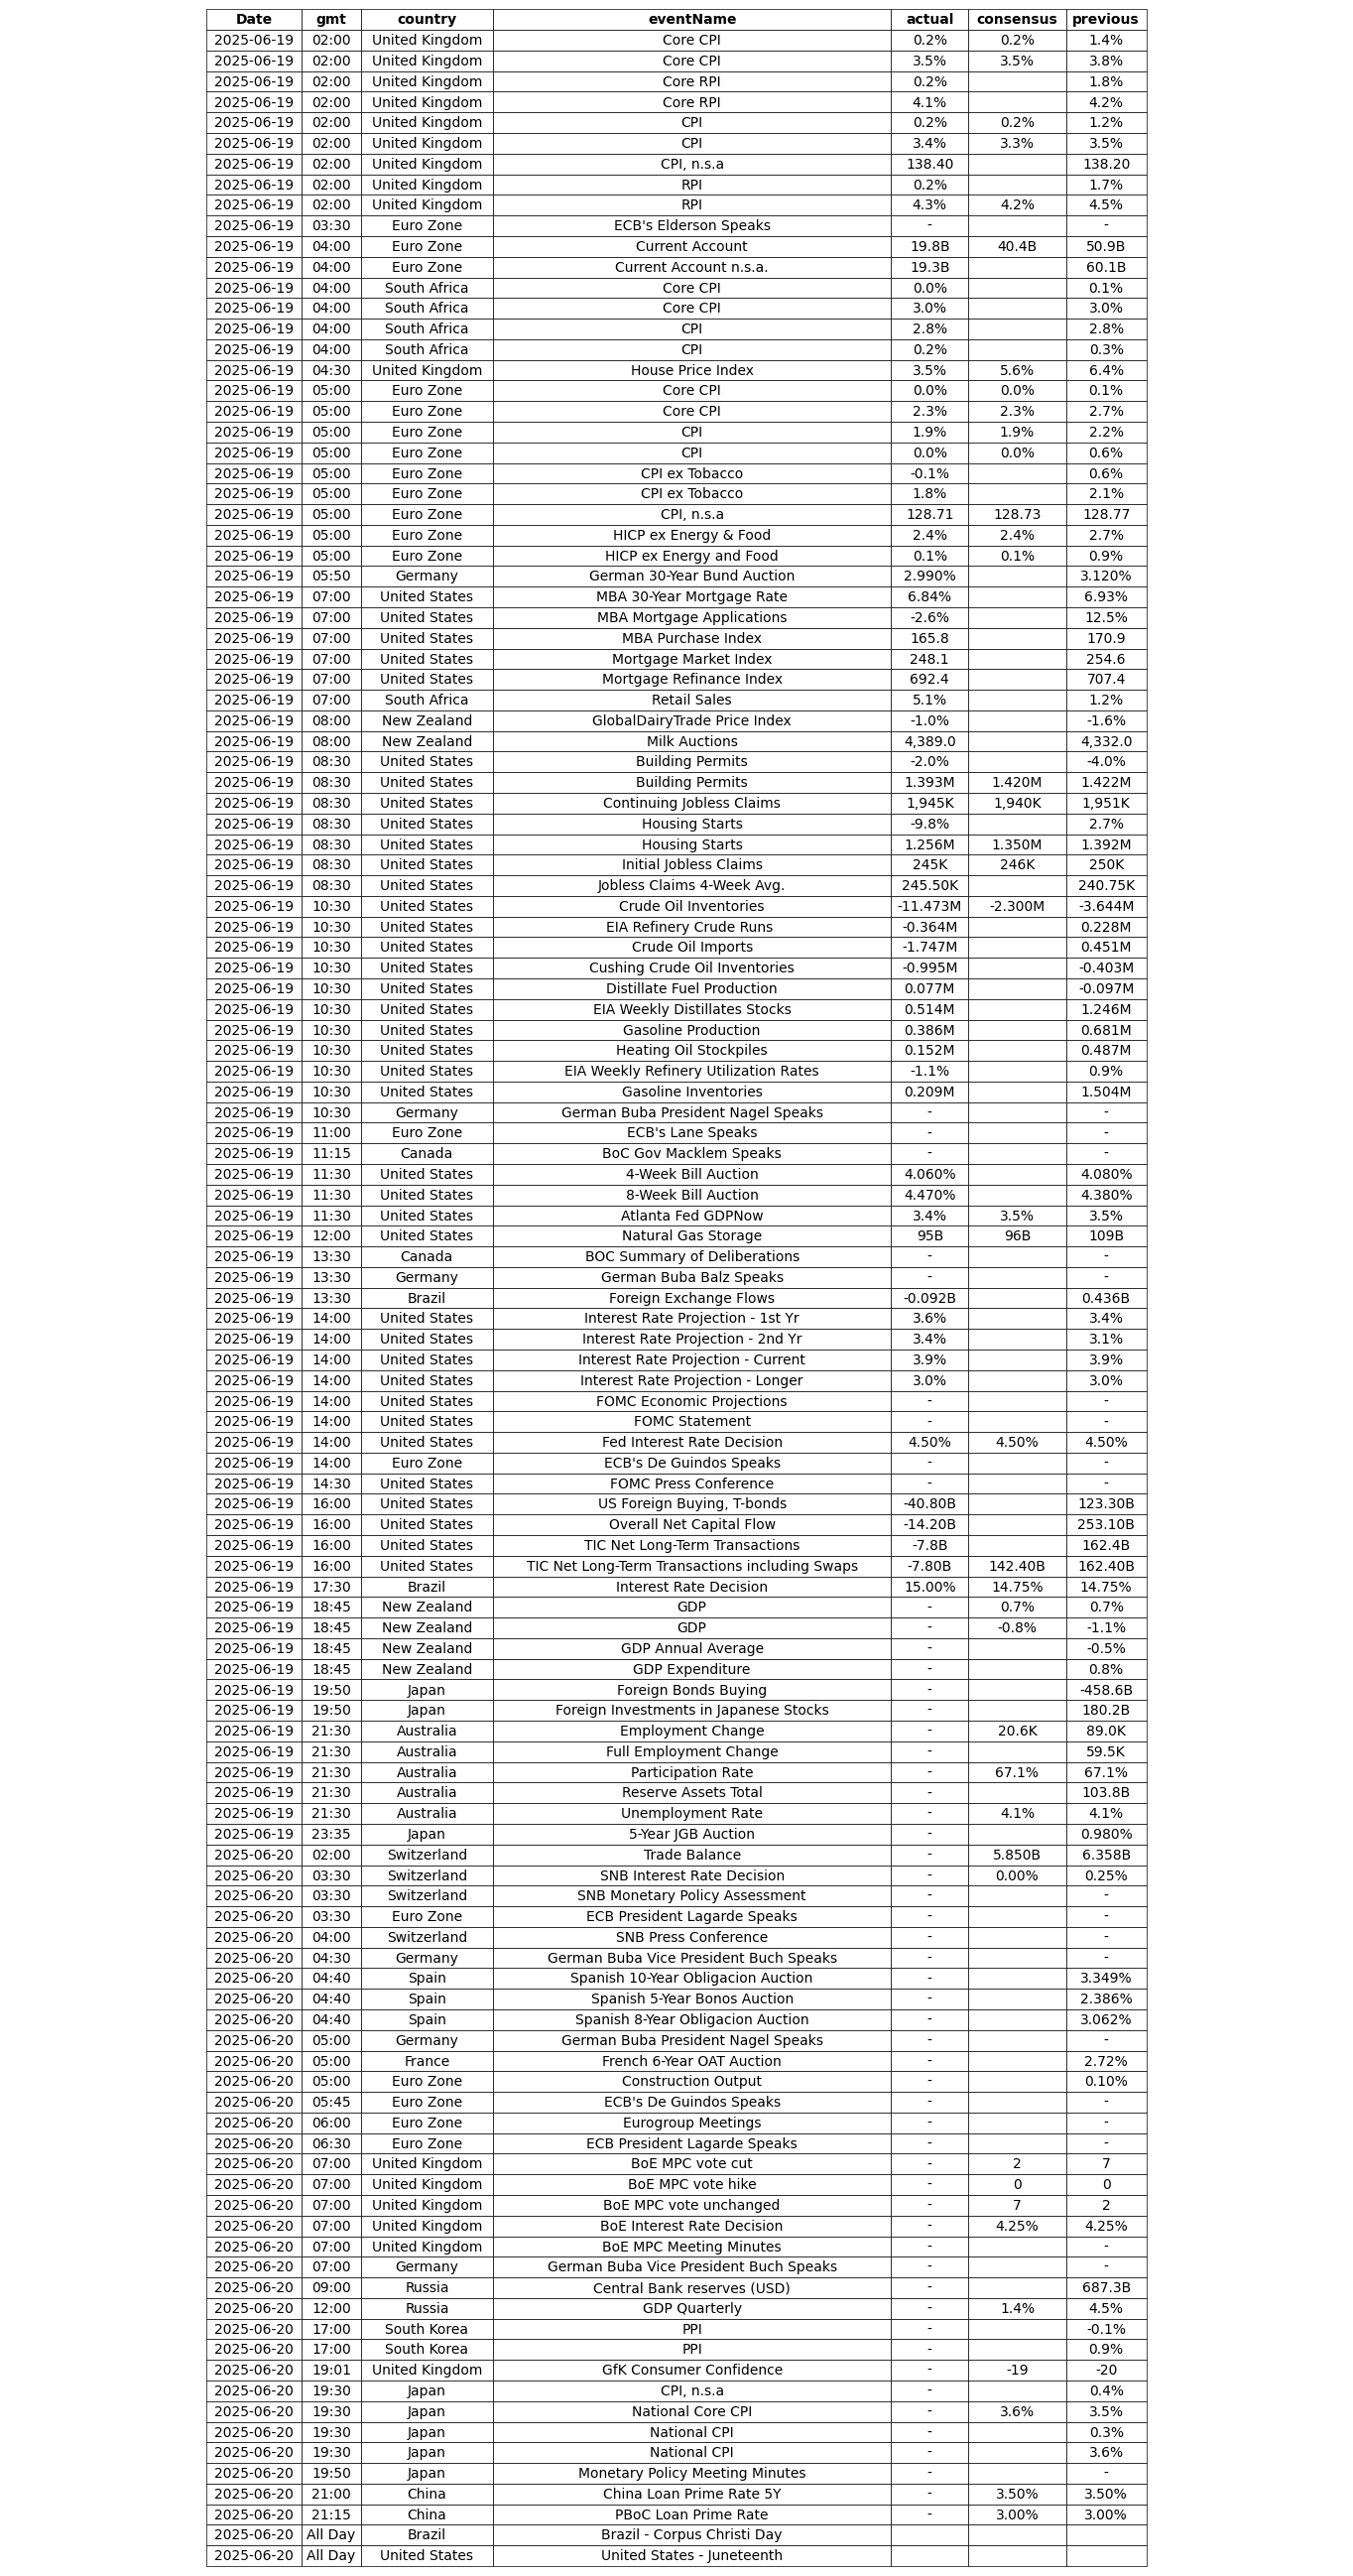 Date gmt country eventName actual consensus previous
2025-06-19 02:00 United Kingdom Core CPI 0.2% 0.2% 1.4%
2025-06-19 02:00 United Kingdom Core CPI 3.5% 3.5% 3.8%
2025-06-19 02:00 United Kingdom Core RPI 0.2% 1.8%
2025-06-19 02:00 United Kingdom Core RPI 4.1% 4.2%
2025-06-19 02:00 United Kingdom CPI 0.2% 0.2% 1.2%
2025-06-19 02:00 United Kingdom CPI 3.4% 3.3% 3.5%
2025-06-19 02:00 United Kingdom CPI, n.s.a 138.40 138.20
2025-06-19 02:00 United Kingdom RPI 0.2% 1.7%
2025-06-19 02:00 United Kingdom RPI 4.3% 4.2% 4.5%
2025-06-19 03:30 Euro Zone ECB's Elderson Speaks - -
2025-06-19 04:00 Euro Zone Current Account 19.8B 40.4B 50.9B
2025-06-19 04:00 Euro Zone Current Account n.s.a. 19.3B 60.1B
2025-06-19 04:00 South Africa Core CPI 0.0% 0.1%
2025-06-19 04:00 South Africa Core CPI 3.0% 3.0%
2025-06-19 04:00 South Africa CPI 2.8% 2.8%
2025-06-19 04:00 South Africa CPI 0.2% 0.3%
2025-06-19 04:30 United Kingdom House Price Index 3.5% 5.6% 6.4%
2025-06-19 05:00 Euro Zone Core CPI 0.0% 0.0% 0.1%
2025-06-19 05:00 Euro Zone Core CPI 2.3% 2.3% 2.7%
2025-06-19 05:00 Euro Zone CPI 1.9% 1.9% 2.2%
2025-06-19 05:00 Euro Zone CPI 0.0% 0.0% 0.6%
2025-06-19 05:00 Euro Zone CPI ex Tobacco -0.1% 0.6%
2025-06-19 05:00 Euro Zone CPI ex Tobacco 1.8% 2.1%
2025-06-19 05:00 Euro Zone CPI, n.s.a 128.71 128.73 128.77
2025-06-19 05:00 Euro Zone HICP ex Energy & Food 2.4% 2.4% 2.7%
2025-06-19 05:00 Euro Zone HICP ex Energy and Food 0.1% 0.1% 0.9%
2025-06-19 05:50 Germany German 30-Year Bund Auction 2.990% 3.120%
2025-06-19 07:00 United States MBA 30-Year Mortgage Rate 6.84% 6.93%
2025-06-19 07:00 United States MBA Mortgage Applications -2.6% 12.5%
2025-06-19 07:00 United States MBA Purchase Index 165.8 170.9
2025-06-19 07:00 United States Mortgage Market Index 248.1 254.6
2025-06-19 07:00 United States Mortgage Refinance Index 692.4 707.4
2025-06-19 07:00 South Africa Retail Sales 5.1% 1.2%
2025-06-19 08:00 New Zealand GlobalDairyTrade Price Index -1.0% -1.6%
2025-06-19 08:00 New Zealand Milk Auctions 4,389.0 4,332.0
2025-06-19 08:30 United States Building Permits -2.0% -4.0%
2025-06-19 08:30 United States Building Permits 1.393M 1.420M 1.422M
2025-06-19 08:30 United States Continuing Jobless Claims 1,945K 1,940K 1,951K
2025-06-19 08:30 United States Housing Starts -9.8% 2.7%
2025-06-19 08:30 United States Housing Starts 1.256M 1.350M 1.392M
2025-06-19 08:30 United States Initial Jobless Claims 245K 246K 250K
2025-06-19 08:30 United States Jobless Claims 4-Week Avg. 245.50K 240.75K
2025-06-19 10:30 United States Crude Oil Inventories -11.473M -2.300M -3.644M
2025-06-19 10:30 United States EIA Refinery Crude Runs -0.364M 0.228M
2025-06-19 10:30 United States Crude Oil Imports -1.747M 0.451M
2025-06-19 10:30 United States Cushing Crude Oil Inventories -0.995M -0.403M
2025-06-19 10:30 United States Distillate Fuel Production 0.077M -0.097M
2025-06-19 10:30 United States EIA Weekly Distillates Stocks 0.514M 1.246M
2025-06-19 10:30 United States Gasoline Production 0.386M 0.681M
2025-06-19 10:30 United States Heating Oil Stockpiles 0.152M 0.487M
2025-06-19 10:30 United States EIA Weekly Refinery Utilization Rates -1.1% 0.9%
2025-06-19 10:30 United States Gasoline Inventories 0.209M 1.504M
2025-06-19 10:30 Germany German Buba President Nagel Speaks - -
2025-06-19 11:00 Euro Zone ECB's Lane Speaks - -
2025-06-19 11:15 Canada BoC Gov Macklem Speaks - -
2025-06-19 11:30 United States 4-Week Bill Auction 4.060% 4.080%
2025-06-19 11:30 United States 8-Week Bill Auction 4.470% 4.380%
2025-06-19 11:30 United States Atlanta Fed GDPNow 3.4% 3.5% 3.5%
2025-06-19 12:00 United States Natural Gas Storage 95B 96B 109B
2025-06-19 13:30 Canada BOC Summary of Deliberations - -
2025-06-19 13:30 Germany German Buba Balz Speaks - -
2025-06-19 13:30 Brazil Foreign Exchange Flows -0.092B 0.436B
2025-06-19 14:00 United States Interest Rate Projection - 1st Yr 3.6% 3.4%
2025-06-19 14:00 United States Interest Rate Projection - 2nd Yr 3.4% 3.1%
2025-06-19 14:00 United States Interest Rate Projection - Current 3.9% 3.9%
2025-06-19 14:00 United States Interest Rate Projection - Longer 3.0% 3.0%
2025-06-19 14:00 United States FOMC Economic Projections - -
2025-06-19 14:00 United States FOMC Statement - -
2025-06-19 14:00 United States Fed Interest Rate Decision 4.50% 4.50% 4.50%
2025-06-19 14:00 Euro Zone ECB's De Guindos Speaks - -
2025-06-19 14:30 United States FOMC Press Conference - -
2025-06-19 16:00 United States US Foreign Buying, T-bonds -40.80B 123.30B
2025-06-19 16:00 United States Overall Net Capital Flow -14.20B 253.10B
2025-06-19 16:00 United States TIC Net Long-Term Transactions -7.8B 162.4B
2025-06-19 16:00 United States TIC Net Long-Term Transactions including Swaps -7.80B 142.40B 162.40B
2025-06-19 17:30 Brazil Interest Rate Decision 15.00% 14.75% 14.75%
2025-06-19 18:45 New Zealand GDP - 0.7% 0.7%
2025-06-19 18:45 New Zealand GDP - -0.8% -1.1%
2025-06-19 18:45 New Zealand GDP Annual Average - -0.5%
2025-06-19 18:45 New Zealand GDP Expenditure - 0.8%
2025-06-19 19:50 Japan Foreign Bonds Buying - -458.6B
2025-06-19 19:50 Japan Foreign Investments in Japanese Stocks - 180.2B
2025-06-19 21:30 Australia Employment Change - 20.6K 89.0K
2025-06-19 21:30 Australia Full Employment Change - 59.5K
2025-06-19 21:30 Australia Participation Rate - 67.1% 67.1%
2025-06-19 21:30 Australia Reserve Assets Total - 103.8B
2025-06-19 21:30 Australia Unemployment Rate - 4.1% 4.1%
2025-06-19 23:35 Japan 5-Year JGB Auction - 0.980%
2025-06-20 02:00 Switzerland Trade Balance - 5.850B 6.358B
2025-06-20 03:30 Switzerland SNB Interest Rate Decision - 0.00% 0.25%
2025-06-20 03:30 Switzerland SNB Monetary Policy Assessment - -
2025-06-20 03:30 Euro Zone ECB President Lagarde Speaks - -
2025-06-20 04:00 Switzerland SNB Press Conference - -
2025-06-20 04:30 Germany German Buba Vice President Buch Speaks - -
2025-06-20 04:40 Spain Spanish 10-Year Obligacion Auction - 3.349%
2025-06-20 04:40 Spain Spanish 5-Year Bonos Auction - 2.386%
2025-06-20 04:40 Spain Spanish 8-Year Obligacion Auction - 3.062%
2025-06-20 05:00 Germany German Buba President Nagel Speaks - -
2025-06-20 05:00 France French 6-Year OAT Auction - 2.72%
2025-06-20 05:00 Euro Zone Construction Output - 0.10%
2025-06-20 05:45 Euro Zone ECB's De Guindos Speaks - -
2025-06-20 06:00 Euro Zone Eurogroup Meetings - -
2025-06-20 06:30 Euro Zone ECB President Lagarde Speaks - -
2025-06-20 07:00 United Kingdom BoE MPC vote cut - 2 7
2025-06-20 07:00 United Kingdom BoE MPC vote hike - 0 0
2025-06-20 07:00 United Kingdom BoE MPC vote unchanged - 7 2
2025-06-20 07:00 United Kingdom BoE Interest Rate Decision - 4.25% 4.25%
2025-06-20 07:00 United Kingdom BoE MPC Meeting Minutes - -
2025-06-20 07:00 Germany German Buba Vice President Buch Speaks - -
2025-06-20 09:00 Russia Central Bank reserves (USD) - 687.3B
2025-06-20 12:00 Russia GDP Quarterly - 1.4% 4.5%
2025-06-20 17:00 South Korea PPI - -0.1%
2025-06-20 17:00 South Korea PPI - 0.9%
2025-06-20 19:01 United Kingdom GfK Consumer Confidence - -19 -20
2025-06-20 19:30 Japan CPI, n.s.a - 0.4%
2025-06-20 19:30 Japan National Core CPI - 3.6% 3.5%
2025-06-20 19:30 Japan National CPI - 0.3%
2025-06-20 19:30 Japan National CPI - 3.6%
2025-06-20 19:50 Japan Monetary Policy Meeting Minutes - -
2025-06-20 21:00 China China Loan Prime Rate 5Y - 3.50% 3.50%
2025-06-20 21:15 China PBoC Loan Prime Rate - 3.00% 3.00%
2025-06-20 All Day Brazil Brazil - Corpus Christi Day
2025-06-20 All Day United States United States - Juneteenth